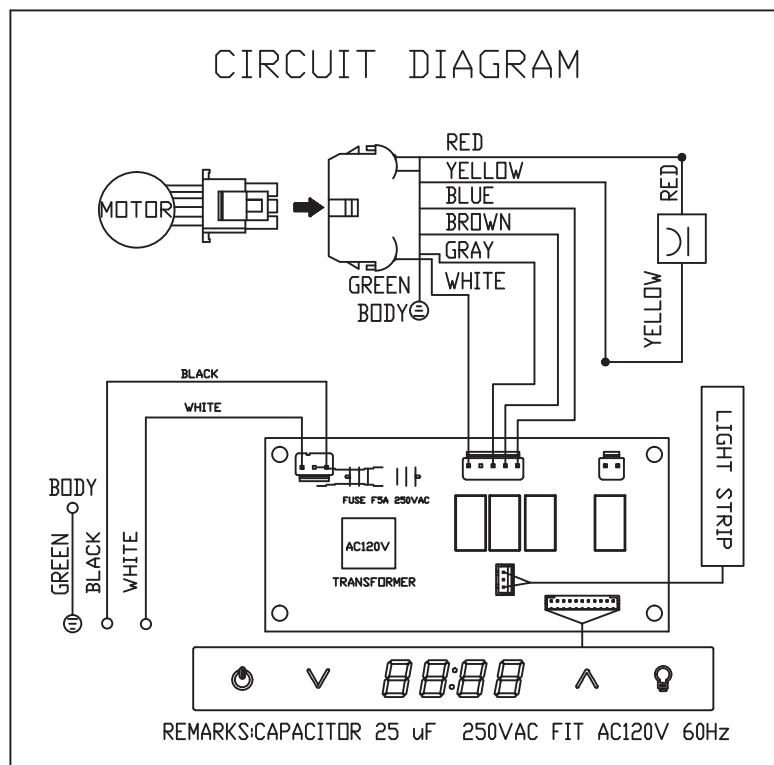 CIRCUIT DIAGRAM
RED
YELLOW
BLUE
BROWN
GRAY
WHITE
GREEN
BODY
MOTOR
RED
YELLOW
BLACK
WHITE
LIGHT STRIP
BODY
GREEN
BLACK
WHITE
FUSE F5A 250VAC
AC120V
TRANSFORMER
88:88
REMARKS:CAPACITOR 25 uF 250VAC FIT AC120V 60Hz